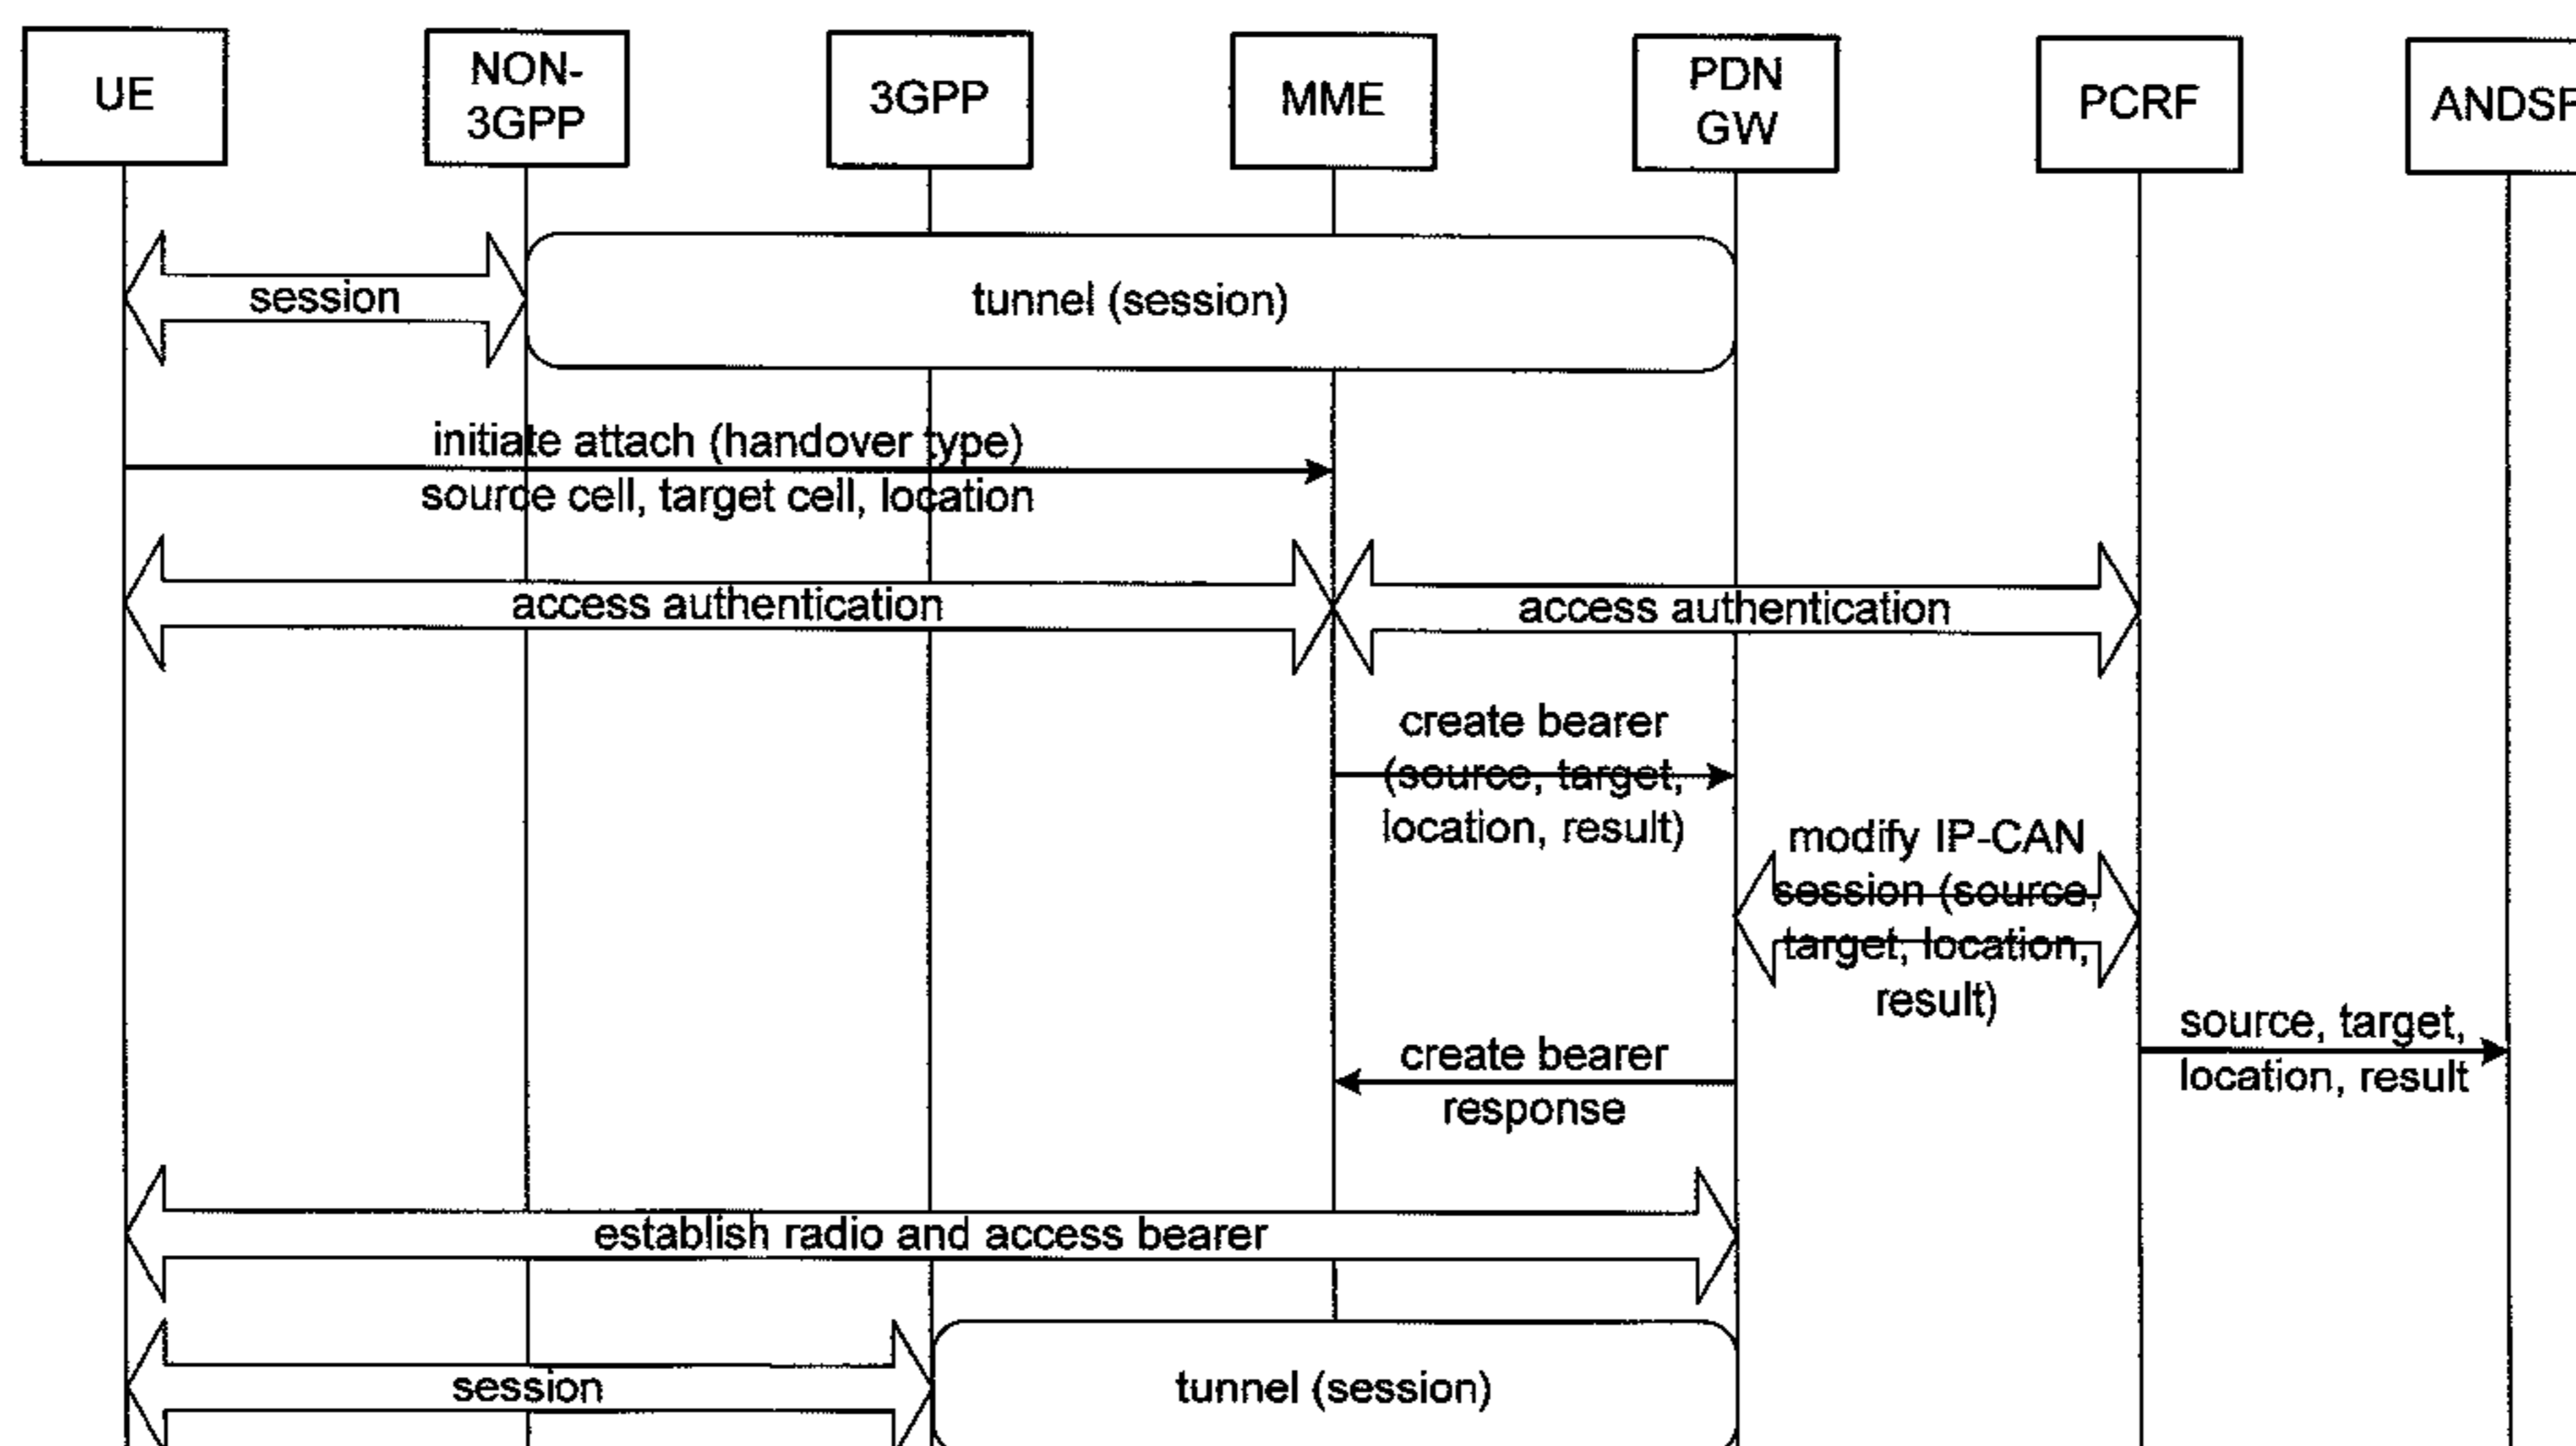 UE
NON-
3GPP
3GPP
MME
PDN
GW
PCRF
ANDSF
session
tunnel (session)
initiate attach (handover type)
source cell, target cell, location
access authentication
access authentication
create bearer
(source, target,
location, result)
modify IP-CAN
session (source,
target, location,
result)
source, target,
location, result
create bearer
response
establish radio and access bearer
session
tunnel (session)